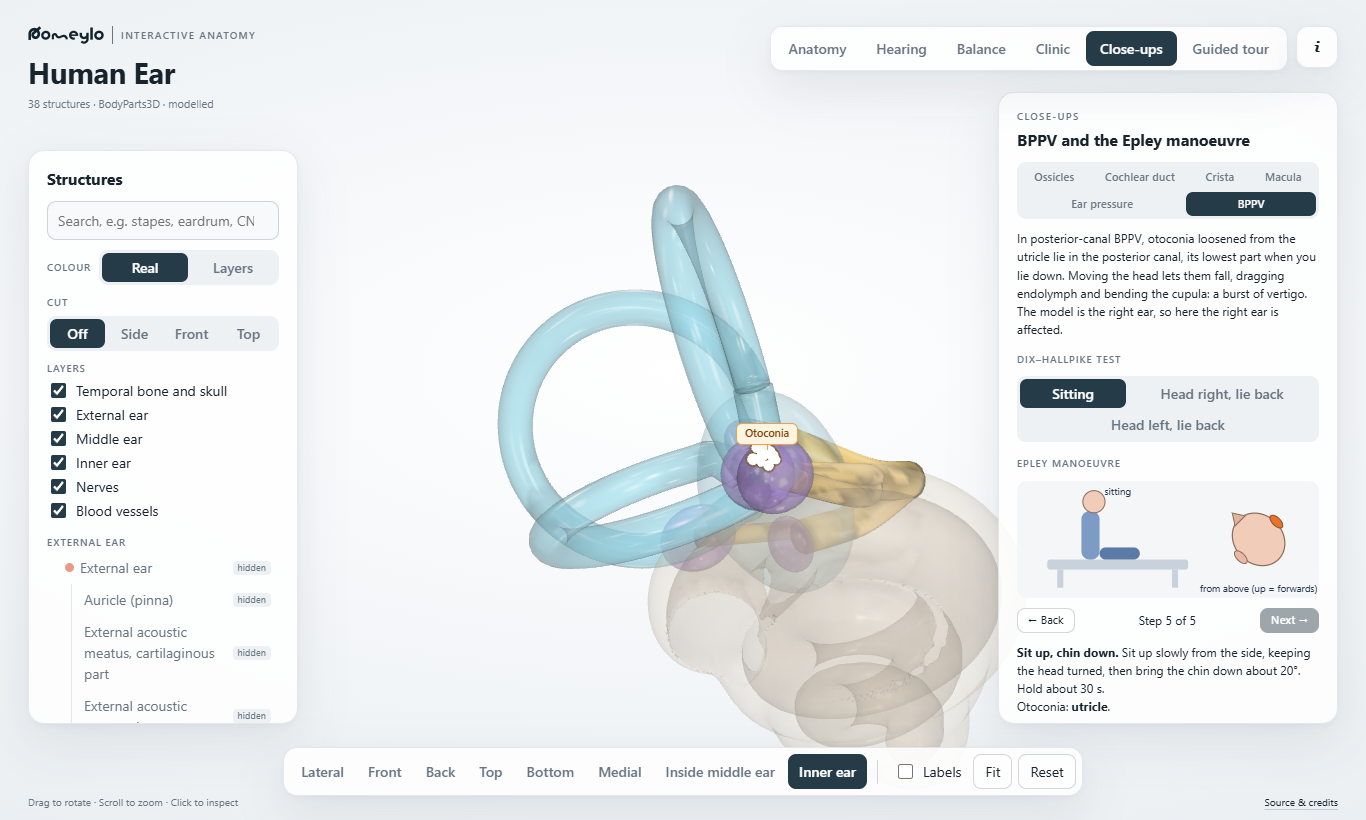 Domeylo
INTERACTIVE ANATOMY
Human Ear
38 structures · BodyParts3D · modelled
Anatomy
Hearing
Balance
Clinic
Close-ups
Guided tour
i
Structures
Search, e.g. stapes, eardrum, CN
COLOUR
Real
Layers
CUT
Off
Side
Front
Top
LAYERS
Temporal bone and skull
External ear
Middle ear
Inner ear
Nerves
Blood vessels
EXTERNAL EAR
External ear
hidden
Auricle (pinna)
hidden
External acoustic
meatus, cartilaginous
part
hidden
External acoustic
hidden
Otoconia
CLOSE-UPS
BPPV and the Epley manoeuvre
Ossicles
Cochlear duct
Crista
Macula
Ear pressure
BPPV
In posterior-canal BPPV, otoconia loosened from the
utricle lie in the posterior canal, its lowest part when you
lie down. Moving the head lets them fall, dragging
endolymph and bending the cupula: a burst of vertigo.
The model is the right ear, so here the right ear is
affected.
DIX–HALLPIKE TEST
Sitting
Head right, lie back
Head left, lie back
EPLEY MANOEUVRE
sitting
from above (up = forwards)
← Back
Step 5 of 5
Next →
Sit up, chin down. Sit up slowly from the side, keeping
the head turned, then bring the chin down about 20°.
Hold about 30 s.
Otoconia: utricle.
Lateral
Front
Back
Top
Bottom
Medial
Inside middle ear
Inner ear
Labels
Fit
Reset
Drag to rotate · Scroll to zoom · Click to inspect
Source & credits